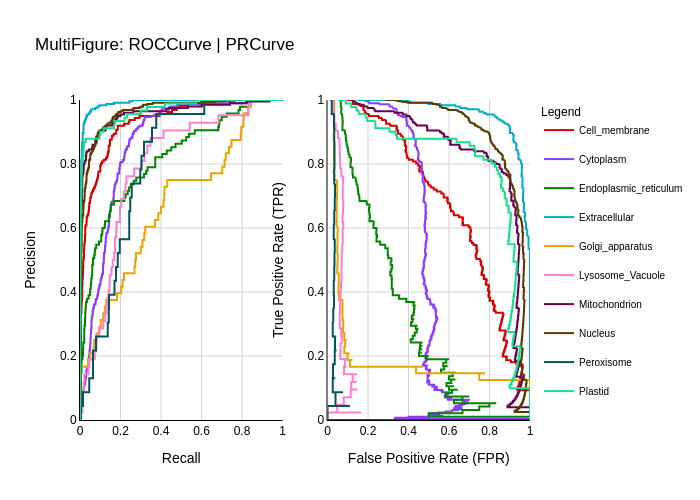 MultiFigure: ROCCurve | PRCurve
Precision
1
0.8
0.6
0.4
0.2
0
0 0.2 0.4 0.6 0.8 1
Recall
True Positive Rate (TPR)
1
0.8
0.6
0.4
0.2
0
0 0.2 0.4 0.6 0.8 1
False Positive Rate (FPR)
Legend
Cell_membrane
Cytoplasm
Endoplasmic_reticulum
Extracellular
Golgi_apparatus
Lysosome_Vacuole
Mitochondrion
Nucleus
Peroxisome
Plastid